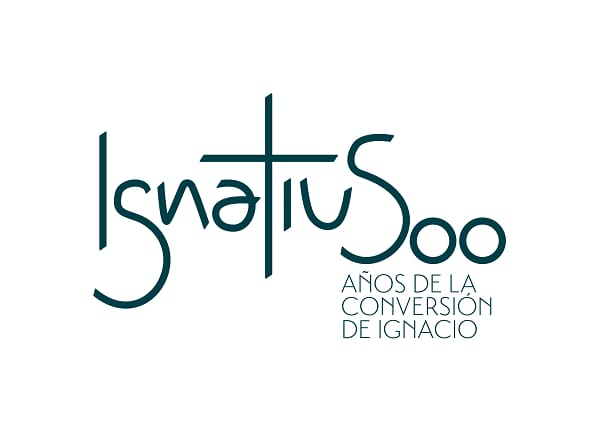 Ignatius500
AÑOS DE LA
CONVERSIÓN
DE IGNACIO